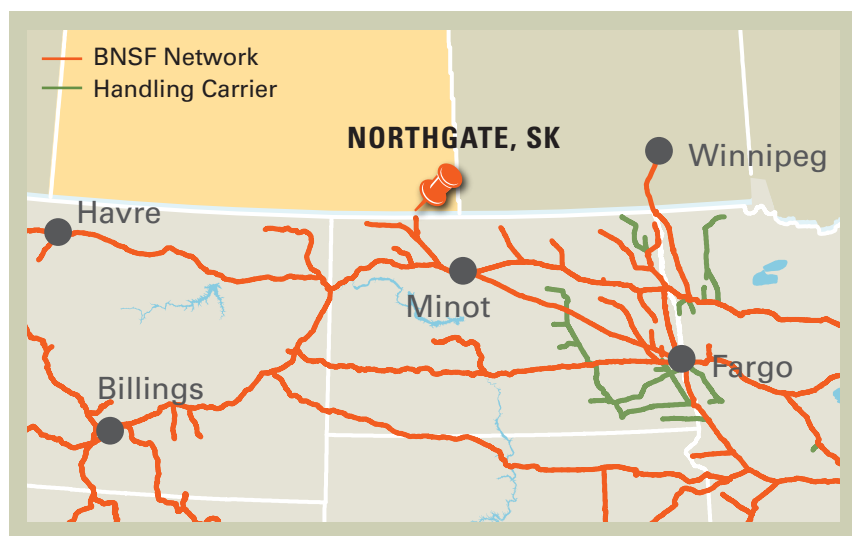 BNSF Network
Handling Carrier
NORTHGATE, SK
Winnipeg
Havre
Minot
Fargo
Billings